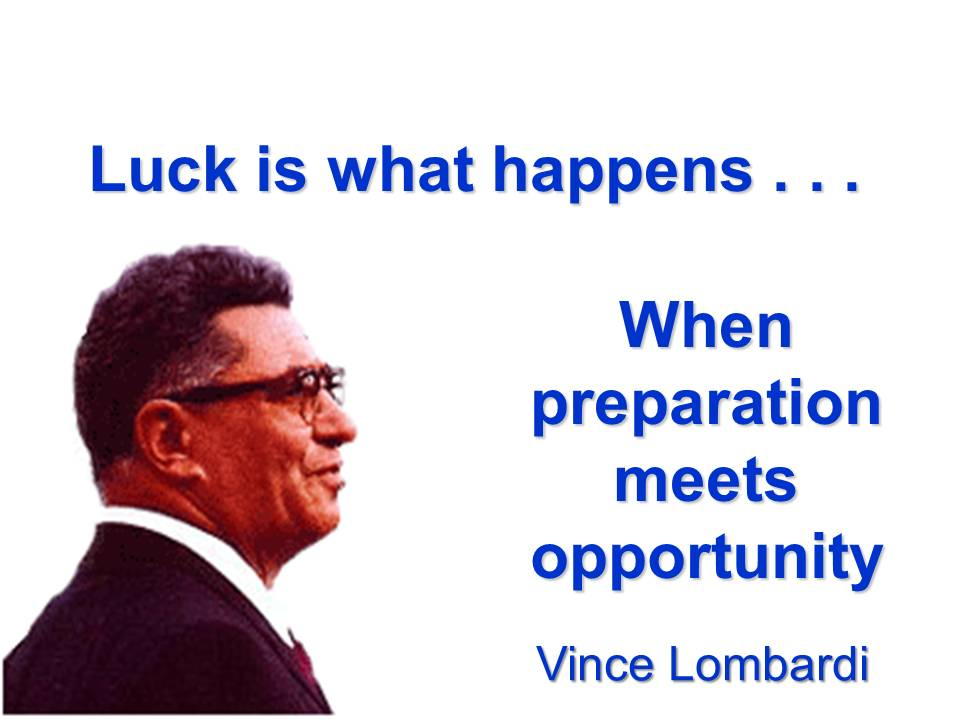 Luck is what happens . . .
When
preparation
meets
opportunity
Vince Lombardi